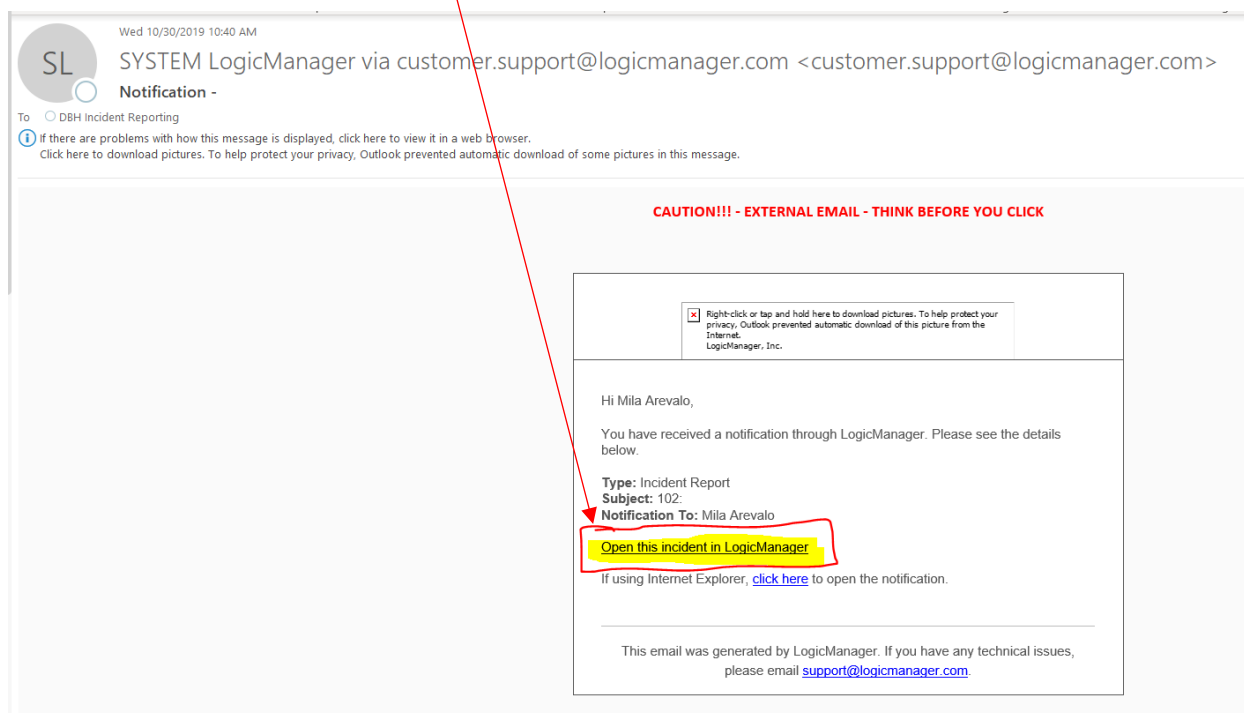 Wed 10/30/2019 10:40 AM
SL
SYSTEM LogicManager via customer.support@logicmanager.com <customer.support@logicmanager.com>
Notification -
To DBH Incident Reporting
If there are problems with how this message is displayed, click here to view it in a web browser.
Click here to download pictures. To help protect your privacy, Outlook prevented automatic download of some pictures in this message.
CAUTION!!! - EXTERNAL EMAIL - THINK BEFORE YOU CLICK
Right-click or tap and hold here to download pictures. To help protect your
privacy, Outlook prevented automatic download of this picture from the
Internet.
LogicManager, Inc.
Hi Mila Arevalo,
You have received a notification through LogicManager. Please see the details
below.
Type: Incident Report
Subject: 102:
Notification To: Mila Arevalo
Open this incident in LogicManager
If using Internet Explorer, click here to open the notification.
This email was generated by LogicManager. If you have any technical issues,
please email support@logicmanager.com.